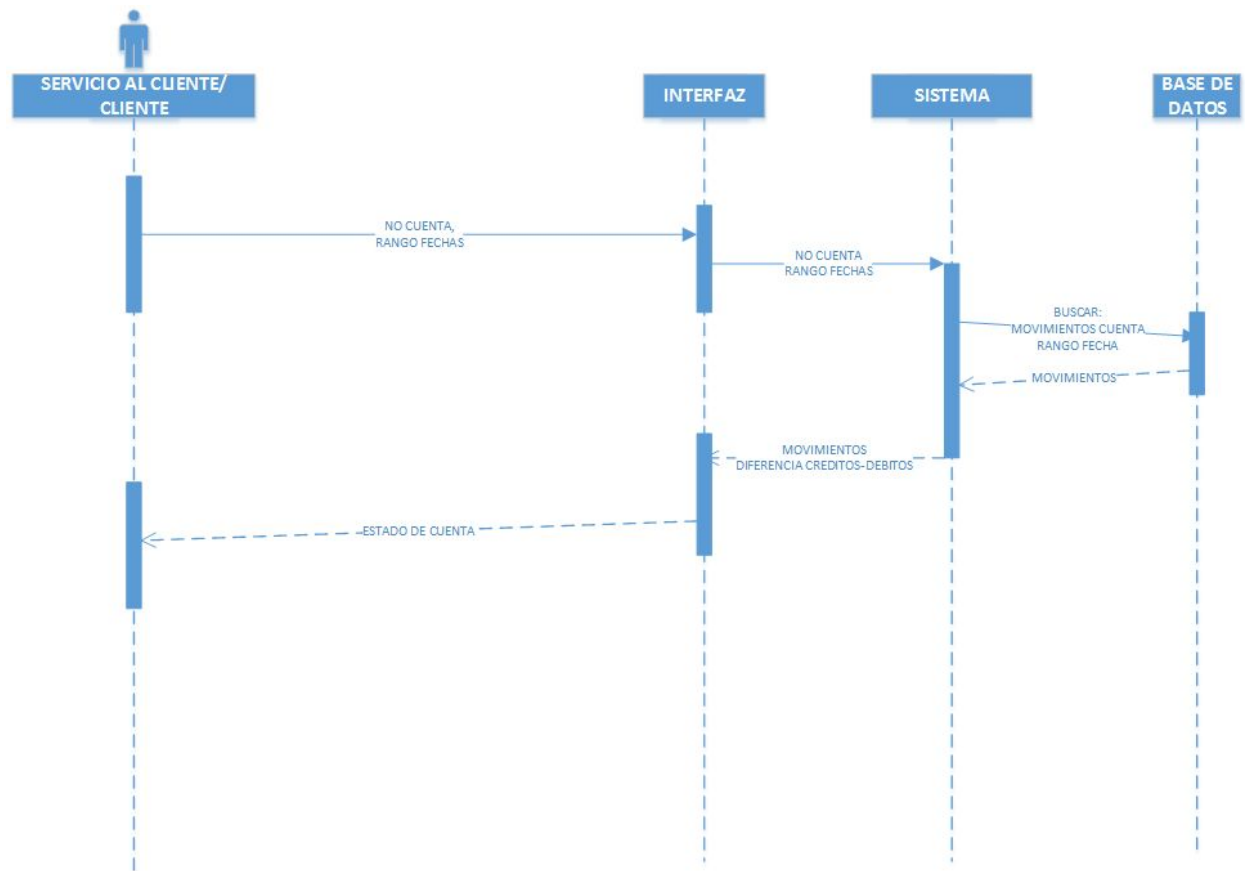 SERVICIO AL CLIENTE/
CLIENTE
INTERFAZ
SISTEMA
BASE DE
DATOS
NO CUENTA,
RANGO FECHAS
NO CUENTA
RANGO FECHAS
BUSCAR:
MOVIMIENTOS CUENTA
RANGO FECHA
MOVIMIENTOS
MOVIMIENTOS
DIFERENCIA CREDITOS-DEBITOS
ESTADO DE CUENTA